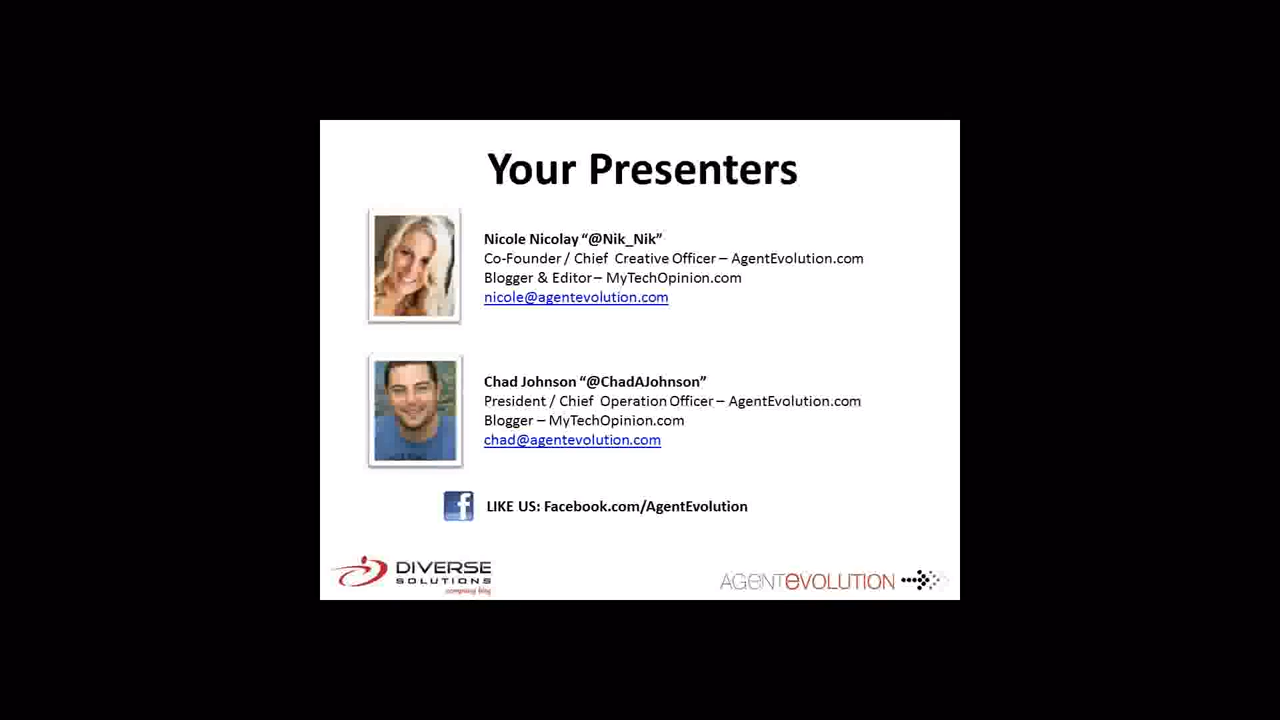 Your Presenters
Nicole Nicolay “@Nik_Nik”
Co-Founder / Chief Creative Officer – AgentEvolution.com
Blogger & Editor – MyTechOpinion.com
nicole@agentevolution.com
Chad Johnson “@ChadAJohnson”
President / Chief Operation Officer – AgentEvolution.com
Blogger – MyTechOpinion.com
chad@agentevolution.com
f
LIKE US: Facebook.com/AgentEvolution
DIVERSE
SOLUTIONS
company blog
AGENTEVOLUTION